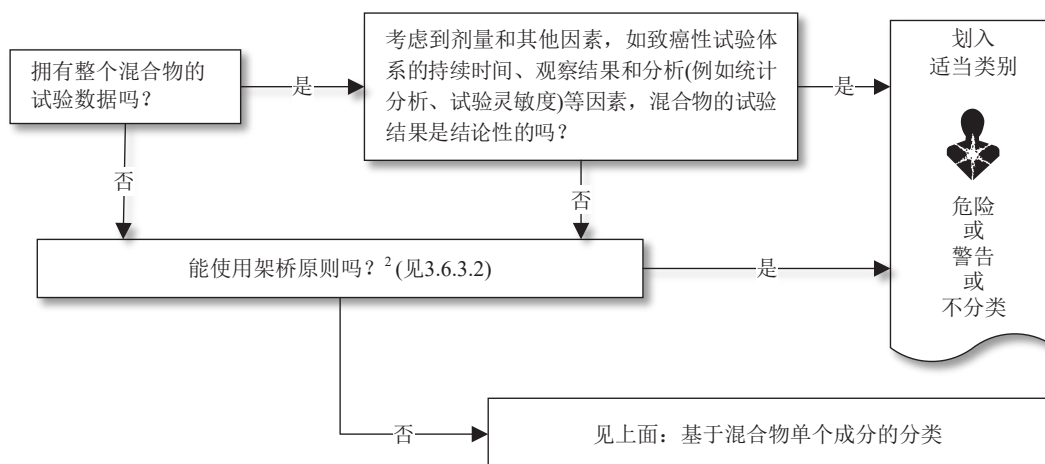 拥有整个混合物的
试验数据吗？
是
考虑到剂量和其他因素，如致癌性试验体
系的持续时间、观察结果和分析(例如统计
分析、试验灵敏度)等因素，混合物的试验
结果是结论性的吗？
是
划入
适当类别
危险
或
警告
或
不分类
否
否
能使用架桥原则吗？2 (见3.6.3.2)
是
否
见上面：基于混合物单个成分的分类